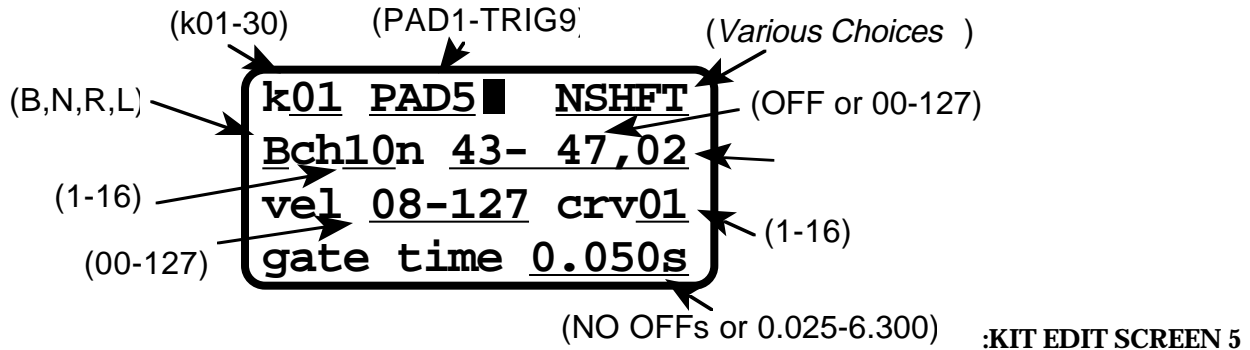 (k01-30) (PAD1-TRIG9) (Various Choices )
k01 PAD5 NSHFT
(B,N,R,L) (OFF or 00-127)
Bch10n 43- 47,02
(1-16)
vel 08-127 crv01
(1-16)
(00-127)
gate time 0.050s
(NO OFFs or 0.025-6.300) :KIT EDIT SCREEN 5